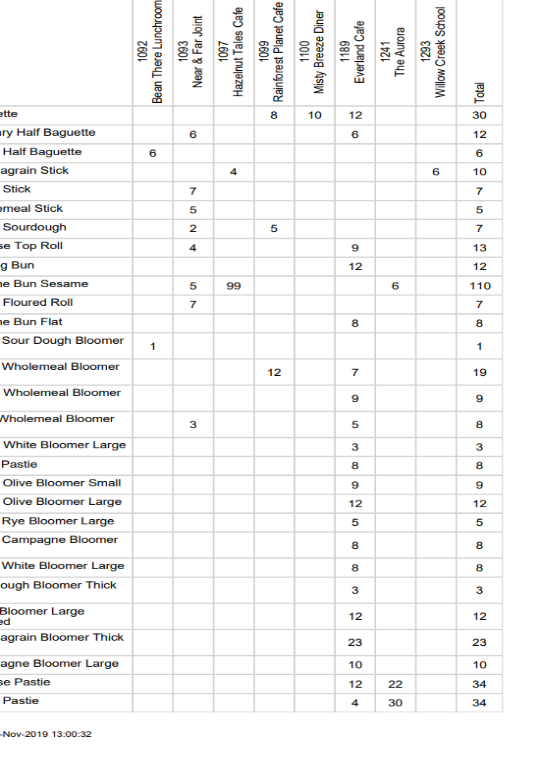 1092 Bean There Lunchroom
1093 Near & Far Joint
1097 Hazelnut Tales Cafe
1099 Rainforest Planet Cafe
1100 Misty Breeze Diner
1189 Everland Cafe
1241 The Aurora
1293 Willow Creek School
Total
ette 8 10 12 30
ry Half Baguette 6 6 12
Half Baguette 6 6
agrain Stick 4 6 10
Stick 7 7
emeal Stick 5 5
Sourdough 2 5 7
se Top Roll 4 9 13
g Bun 12 12
ne Bun Sesame 5 99 6 110
Floured Roll 7 7
ne Bun Flat 8 8
Sour Dough Bloomer 1 1
Wholemeal Bloomer 12 7 19
Wholemeal Bloomer 9 9
Wholemeal Bloomer 3 5 8
White Bloomer Large 3 3
Pastie 8 8
Olive Bloomer Small 9 9
Olive Bloomer Large 12 12
Rye Bloomer Large 5 5
Campagne Bloomer 8 8
White Bloomer Large 8 8
ough Bloomer Thick 3 3
Bloomer Large 12 12
ed
agrain Bloomer Thick 23 23
agne Bloomer Large 10 10
se Pastie 12 22 34
Pastie 4 30 34
-Nov-2019 13:00:32